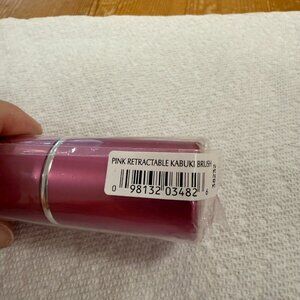 PINK RETRACTABLE KABUKI BRUSH
0 98132 03482